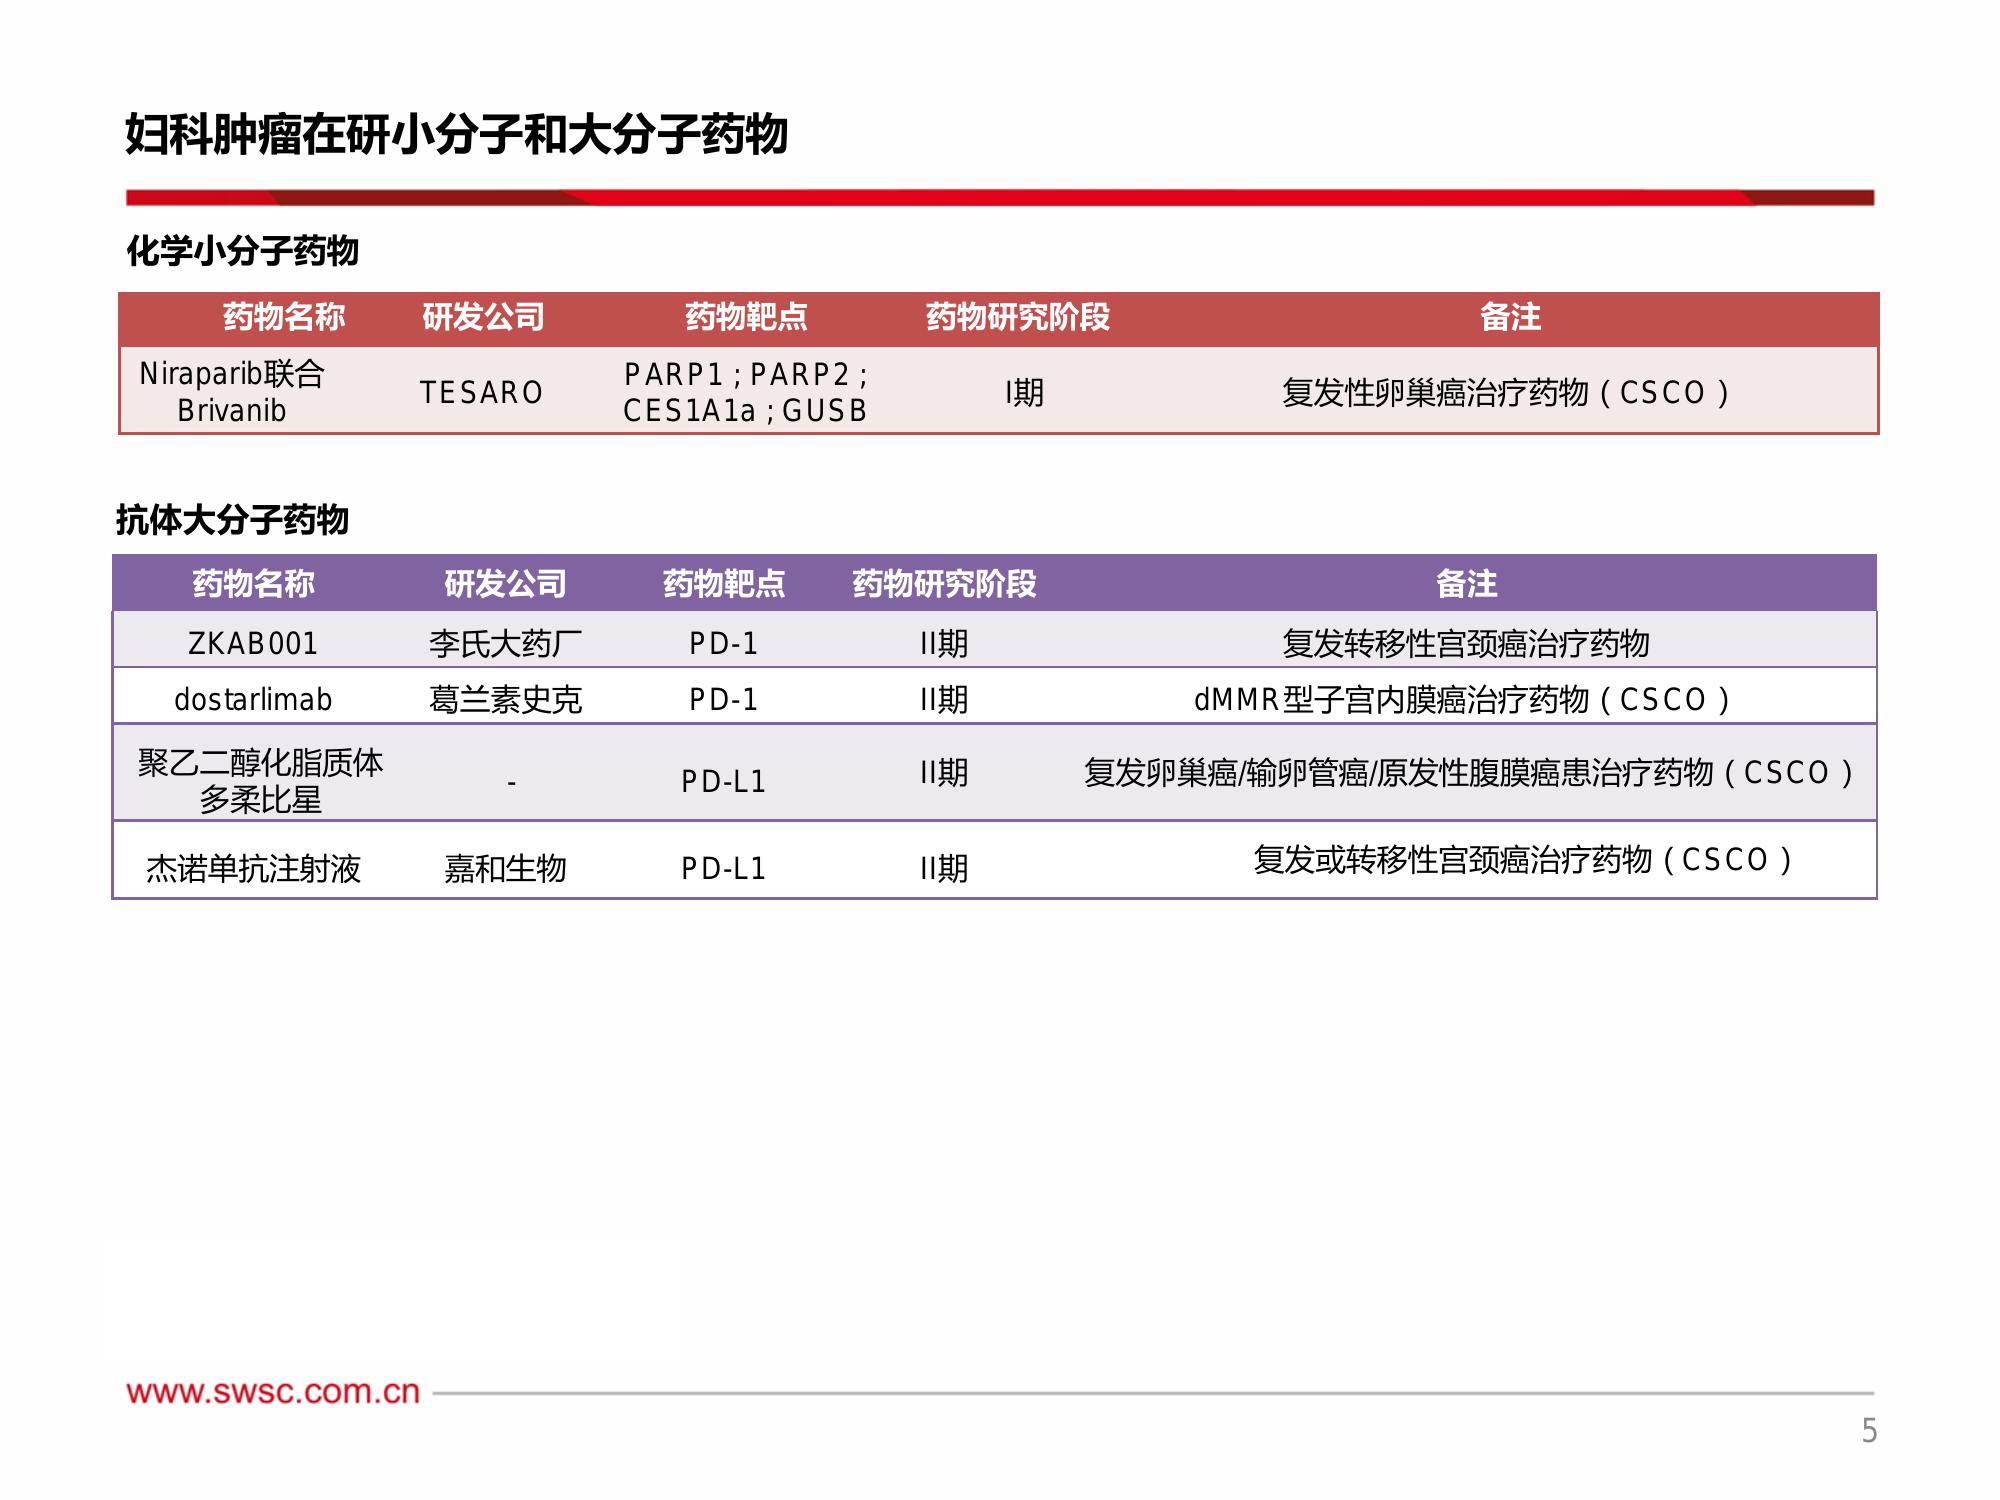 妇科肿瘤在研小分子和大分子药物
化学小分子药物
药物名称 研发公司 药物靶点 药物研究阶段 备注
Niraparib联合
Brivanib
TESARO
PARP1；PARP2；
CES1A1a；GUSB
I期
复发性卵巢癌治疗药物（CSCO）
抗体大分子药物
药物名称 研发公司 药物靶点 药物研究阶段 备注
ZKAB001 李氏大药厂 PD-1 II期 复发转移性宫颈癌治疗药物
dostarlimab 葛兰素史克 PD-1 II期 dMMR型子宫内膜癌治疗药物（CSCO）
聚乙二醇化脂质体
多柔比星
- PD-L1 II期 复发卵巢癌/输卵管癌/原发性腹膜癌患治疗药物（CSCO）
杰诺单抗注射液 嘉和生物 PD-L1 II期 复发或转移性宫颈癌治疗药物（CSCO）
www.swsc.com.cn
5